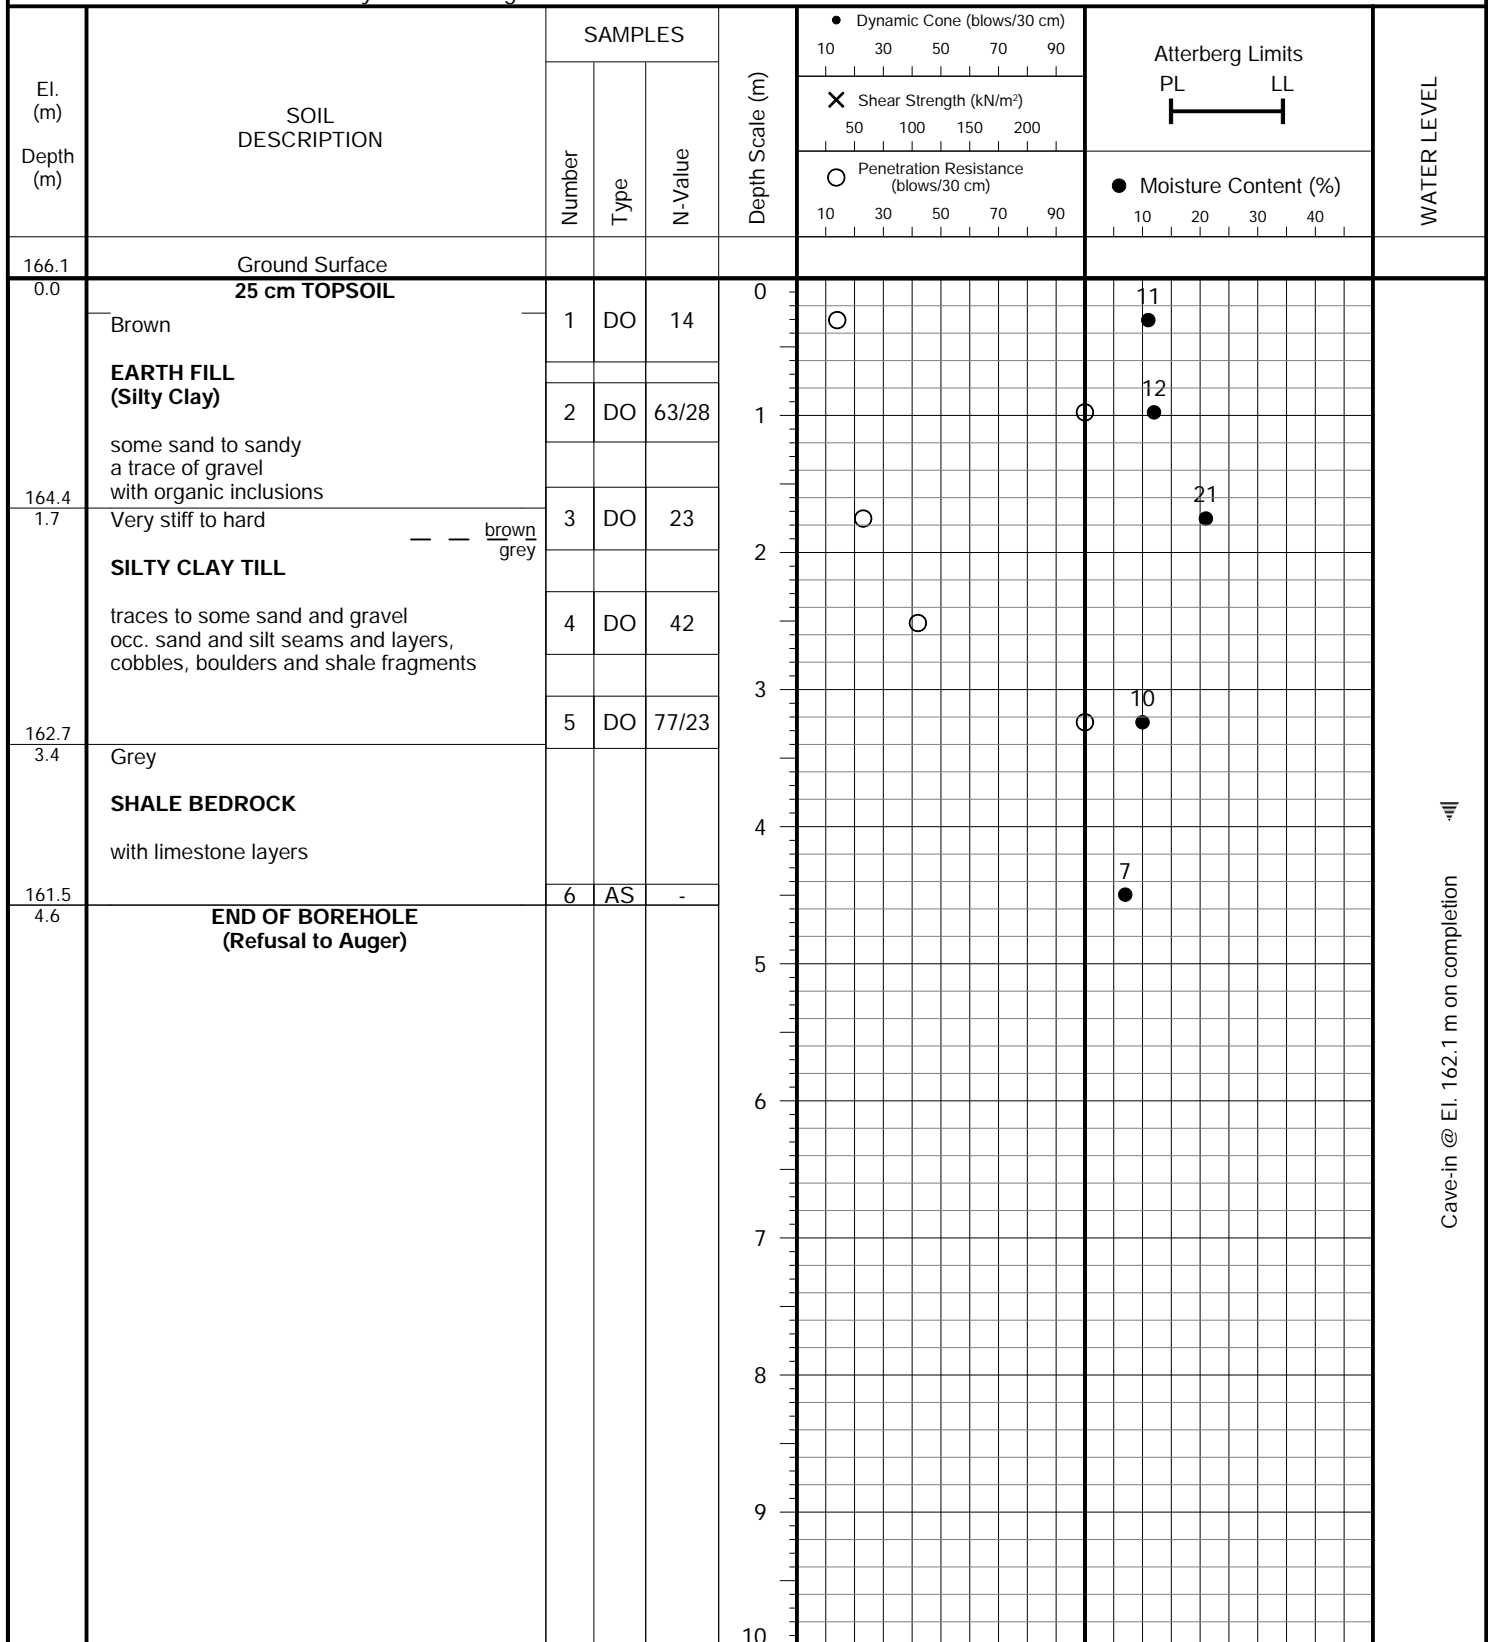 SAMPLES
● Dynamic Cone (blows/30 cm)
10 30 50 70 90
Atterberg Limits
PL LL
El.
(m)
Depth
(m)
SOIL
DESCRIPTION
Number
Type
N-Value
Depth Scale (m)
✕ Shear Strength (kN/m²)
50 100 150 200
○ Penetration Resistance
(blows/30 cm)
10 30 50 70 90
● Moisture Content (%)
10 20 30 40
WATER LEVEL
166.1 Ground Surface
0.0 25 cm TOPSOIL
0
11
Brown
1 DO 14
EARTH FILL
(Silty Clay)
12
2 DO 63/28
1
some sand to sandy
a trace of gravel
with organic inclusions
164.4
21
1.7 Very stiff to hard
3 DO 23
brown
grey
2
SILTY CLAY TILL
traces to some sand and gravel
occ. sand and silt seams and layers,
cobbles, boulders and shale fragments
4 DO 42
3
10
5 DO 77/23
162.7
3.4 Grey
SHALE BEDROCK
4
with limestone layers
7
161.5
6 AS -
4.6 END OF BOREHOLE
(Refusal to Auger)
5
6
7
8
9
10
Cave-in @ El. 162.1 m on completion